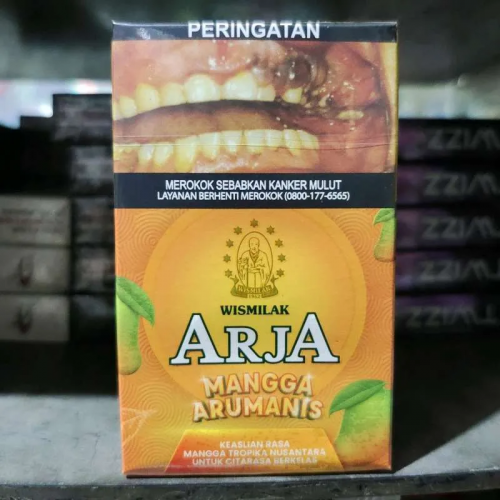 PERINGATAN
MEROKOK SEBABKAN KANKER MULUT
LAYANAN BERHENTI MEROKOK (0800-177-6565)
WISMILAK
WISMILAK
ARJA
MANGGA
ARUMANIS
KEASLIAN RASA
MANGGA TROPIKA NUSANTARA
UNTUK CITARASA BERKELAS